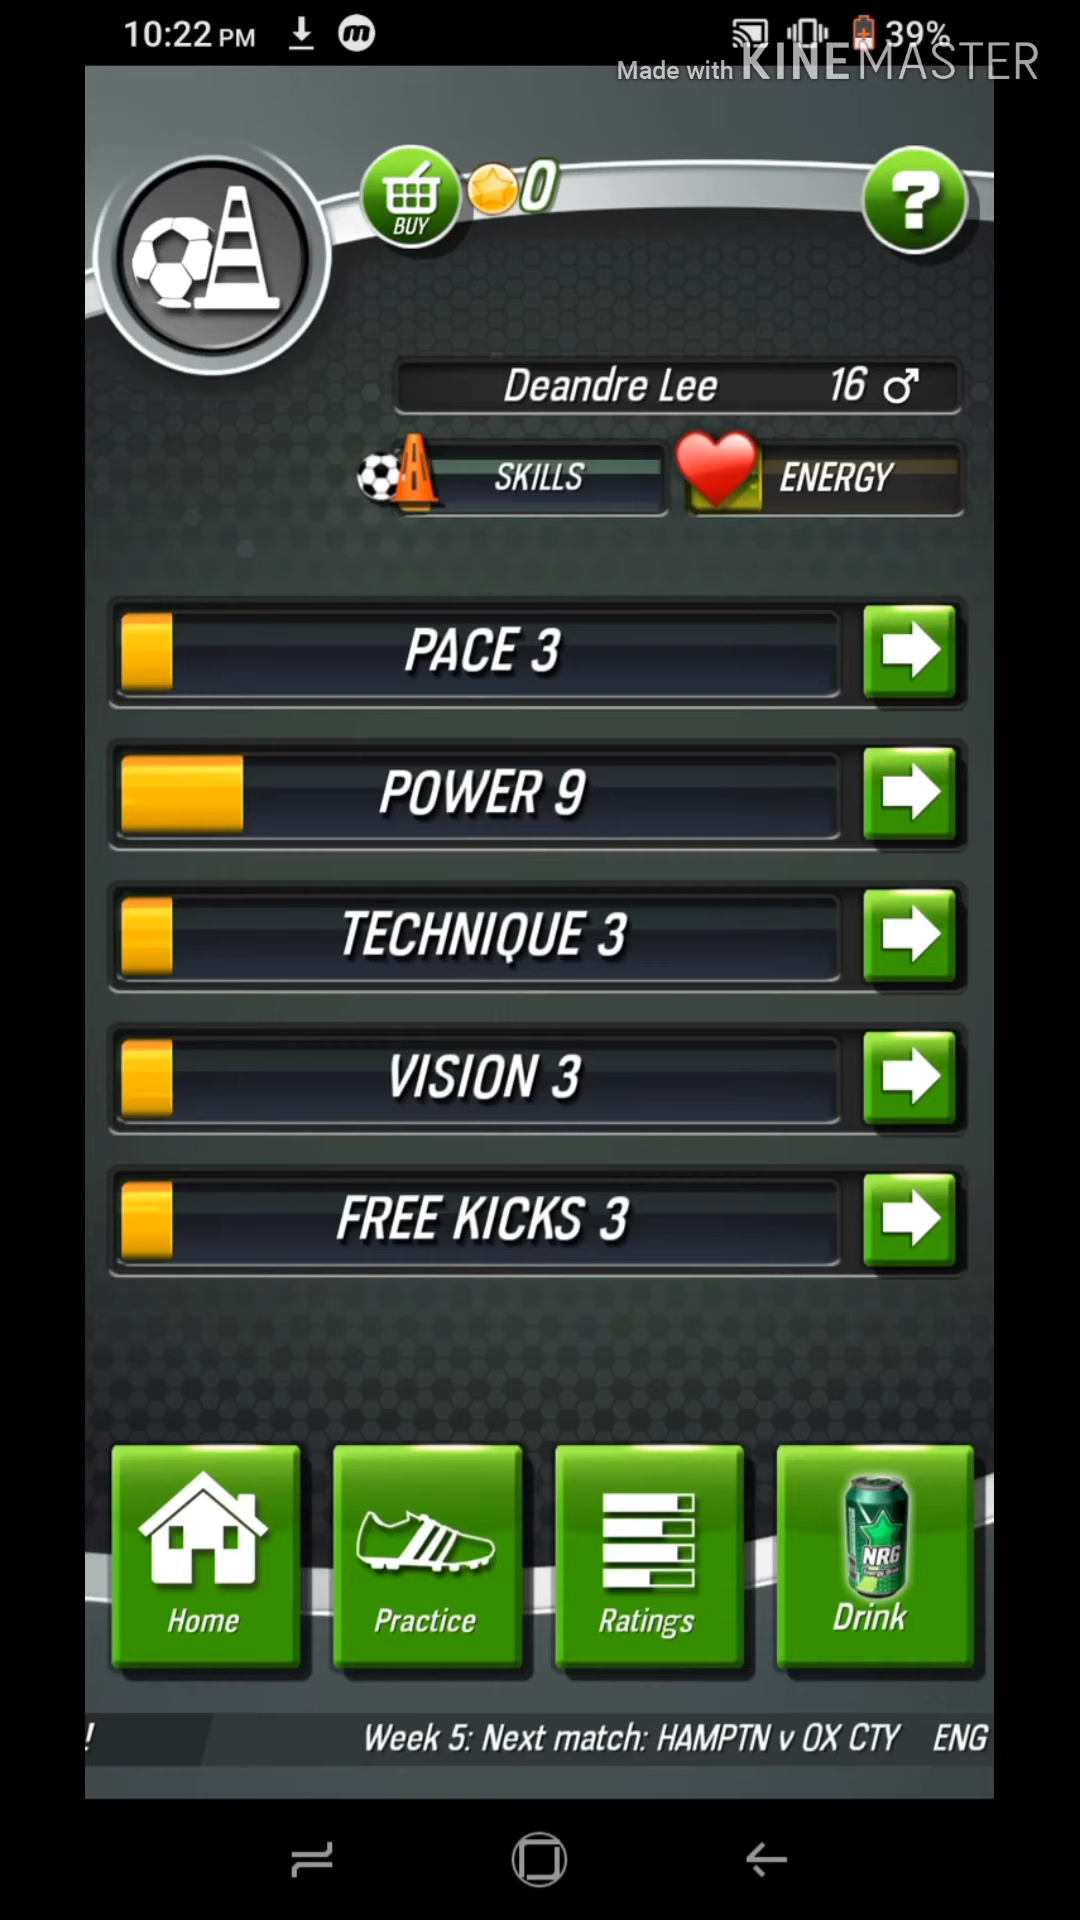 10:22 PM
39%
Made with KINEMASTER
BUY
0
?
Deandre Lee 16 ♂
SKILLS
ENERGY
PACE 3
POWER 9
TECHNIQUE 3
VISION 3
FREE KICKS 3
NRG
Home
Practice
Ratings
Drink
! Week 5: Next match: HAMPTN v OX CTY ENG